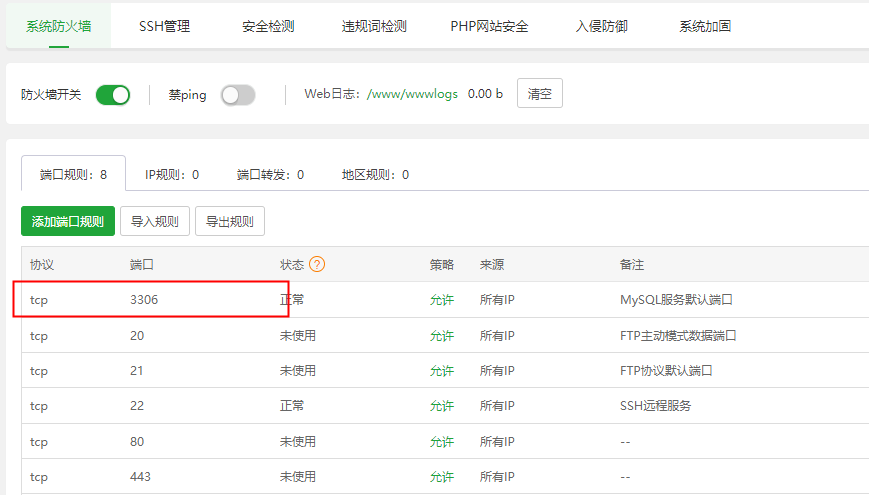 系统防火墙 SSH管理 安全检测 违规词检测 PHP网站安全 入侵防御 系统加固
防火墙开关 禁ping Web日志：/www/wwwlogs 0.00 b 清空
端口规则：8 IP规则：0 端口转发：0 地区规则：0
添加端口规则 导入规则 导出规则
协议 端口 状态 ? 策略 来源 备注
tcp 3306 正常 允许 所有IP MySQL服务默认端口
tcp 20 未使用 允许 所有IP FTP主动模式数据端口
tcp 21 未使用 允许 所有IP FTP协议默认端口
tcp 22 正常 允许 所有IP SSH远程服务
tcp 80 未使用 允许 所有IP --
tcp 443 未使用 允许 所有IP --